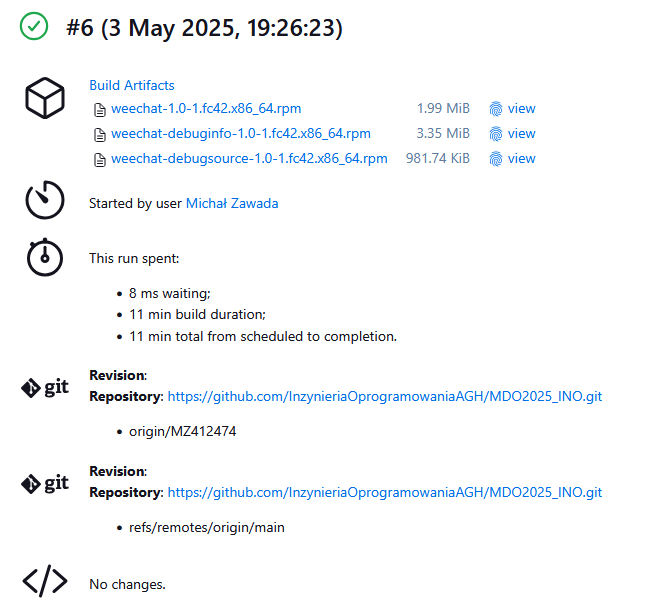 #6 (3 May 2025, 19:26:23)
Build Artifacts
weechat-1.0-1.fc42.x86_64.rpm 1.99 MiB view
weechat-debuginfo-1.0-1.fc42.x86_64.rpm 3.35 MiB view
weechat-debugsource-1.0-1.fc42.x86_64.rpm 981.74 KiB view
Started by user Michał Zawada
This run spent:
• 8 ms waiting;
• 11 min build duration;
• 11 min total from scheduled to completion.
git
Revision:
Repository: https://github.com/InzynieriaOprogramowaniaAGH/MDO2025_INO.git
• origin/MZ412474
git
Revision:
Repository: https://github.com/InzynieriaOprogramowaniaAGH/MDO2025_INO.git
• refs/remotes/origin/main
No changes.